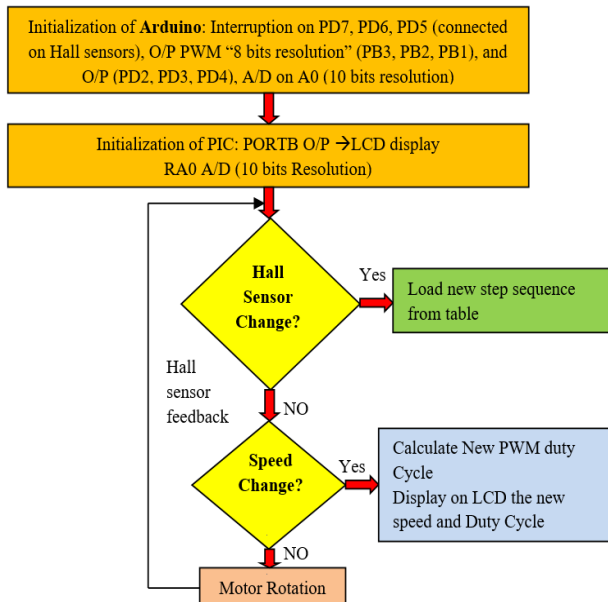 Initialization of Arduino: Interruption on PD7, PD6, PD5 (connected
on Hall sensors), O/P PWM “8 bits resolution” (PB3, PB2, PB1), and
O/P (PD2, PD3, PD4), A/D on A0 (10 bits resolution)
Initialization of PIC: PORTB O/P →LCD display
RA0 A/D (10 bits Resolution)
Hall
Sensor
Change?
Yes
Load new step sequence
from table
Hall
sensor
feedback
NO
Speed
Change?
Yes
Calculate New PWM duty
Cycle
Display on LCD the new
speed and Duty Cycle
NO
Motor Rotation